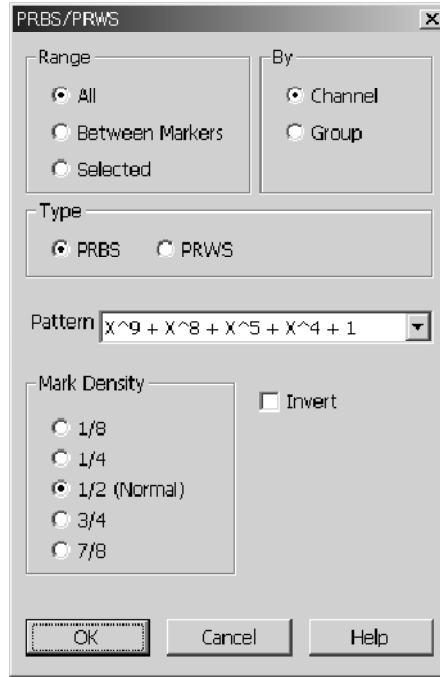 PRBS/PRWS
Range
All
Between Markers
Selected
By
Channel
Group
Type
PRBS PRWS
Pattern X^9 + X^8 + X^5 + X^4 + 1
Mark Density
1/8
1/4
1/2 (Normal)
3/4
7/8
Invert
OK Cancel Help